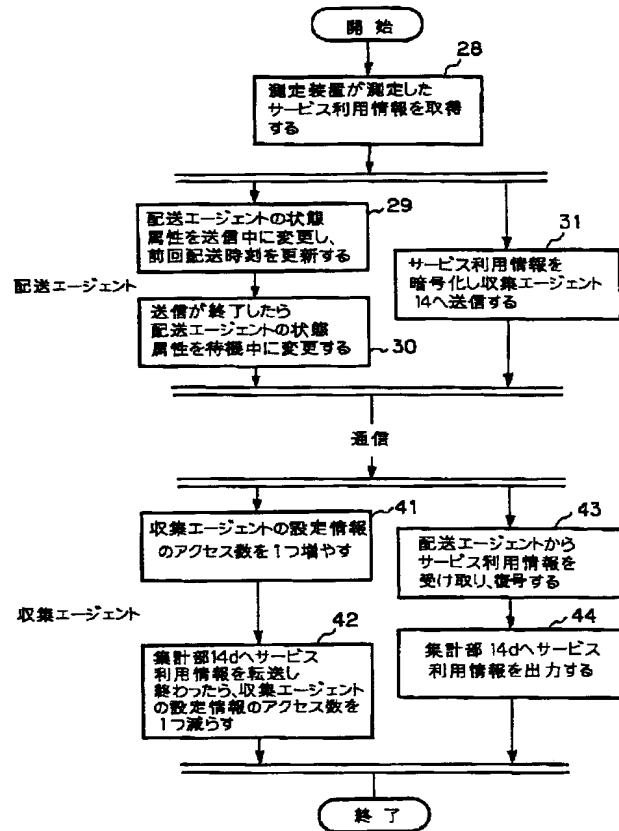 開始
28
測定装置が測定した
サービス利用情報を取得
する
29
配送エージェントの状態
属性を送信中に変更し、
前回配送時刻を更新する
31
サービス利用情報を
暗号化し収集エージェント
14へ送信する
配送エージェント
送信が終了したら
配送エージェントの状態
属性を待機中に変更する
30
通信
41
収集エージェントの設定情報
のアクセス数を1つ増やす
43
配送エージェントから
サービス利用情報を
受け取り、復号する
収集エージェント
42
集計部14dへサービス
利用情報を転送し
終わったら、収集エージェント
の設定情報のアクセス数を
1つ減らす
44
集計部 14dへサービス
利用情報を出力する
終了